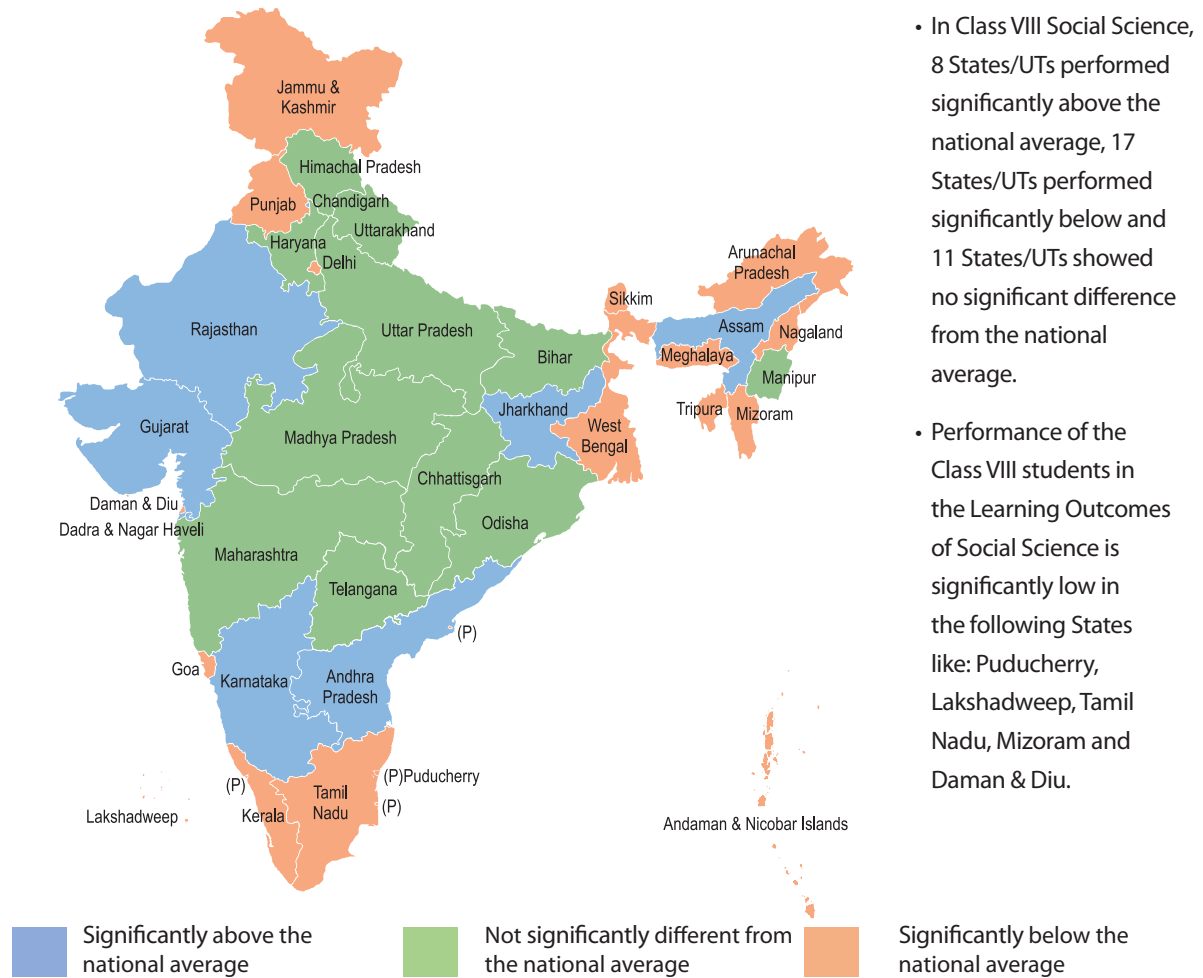 Jammu &
Kashmir
Himachal Pradesh
Punjab
Chandigarh
Uttarakhand
Haryana
Delhi
Arunachal
Pradesh
Sikkim
Rajasthan
Uttar Pradesh
Assam
Nagaland
Bihar
Meghalaya
Manipur
Jharkhand
Tripura
Mizoram
Gujarat
Madhya Pradesh
West
Bengal
Chhattisgarh
Daman & Diu
Dadra & Nagar Haveli
Odisha
Maharashtra
Telangana
(P)
Goa
Karnataka
Andhra
Pradesh
(P)
(P)Puducherry
Tamil
Nadu
(P)
Lakshadweep
Kerala
Andaman & Nicobar Islands
• In Class VIII Social Science,
8 States/UTs performed
significantly above the
national average, 17
States/UTs performed
significantly below and
11 States/UTs showed
no significant difference
from the national
average.
• Performance of the
Class VIII students in
the Learning Outcomes
of Social Science is
significantly low in
the following States
like: Puducherry,
Lakshadweep, Tamil
Nadu, Mizoram and
Daman & Diu.
Significantly above the
national average
Not significantly different from
the national average
Significantly below the
national average